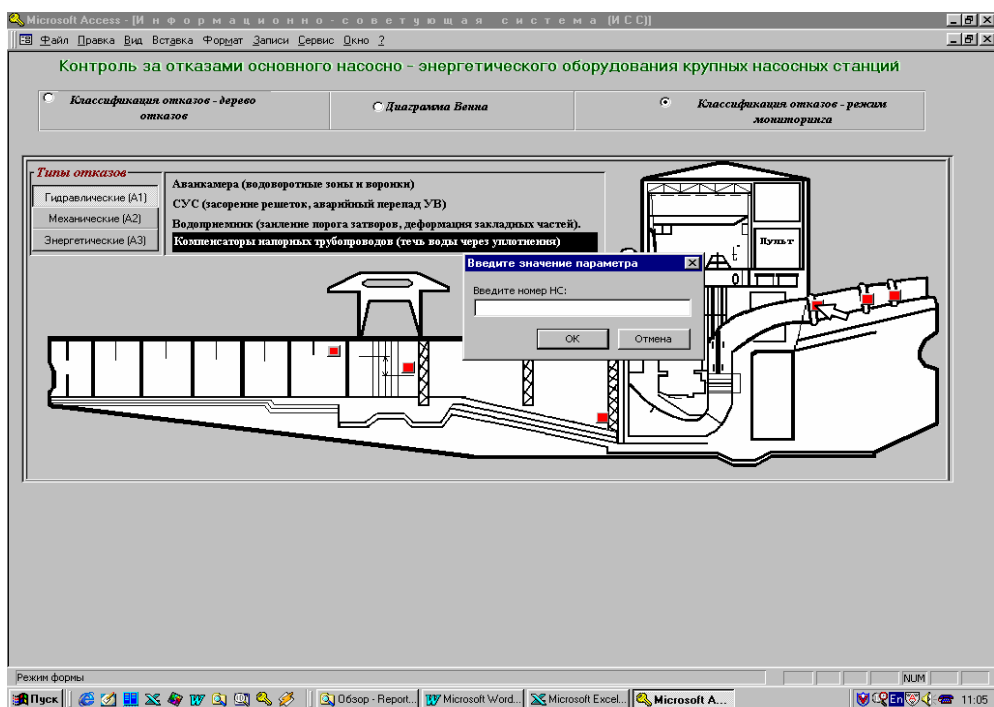 Microsoft Access - [И н ф о р м а ц и о н н о - с о в е т у ю щ а я с и с т е м а (И С С)]
Файл Правка Вид Вставка Формат Записи Сервис Окно ?
Контроль за отказами основного насосно - энергетического оборудования крупных насосных станций
Классификация отказов - дерево
отказов
Диаграмма Венна
Классификация отказов - режим
мониторинга
Типы отказов
Гидравлические (А1)
Механические (А2)
Энергетические (А3)
Аванкамера (водоворотные зоны и воронки)
СУС (засорение решеток, аварийный перепад УВ)
Водоприемник (заиление порога затворов, деформация закладных частей).
Компенсаторы напорных трубопроводов (течь воды через уплотнения)
Пульт
Введите значение параметра
Введите номер НС:
OK
Отмена
Режим формы
NUM
Пуск
Обзор - Report...
Microsoft Word...
Microsoft Excel...
Microsoft A...
En
11:05